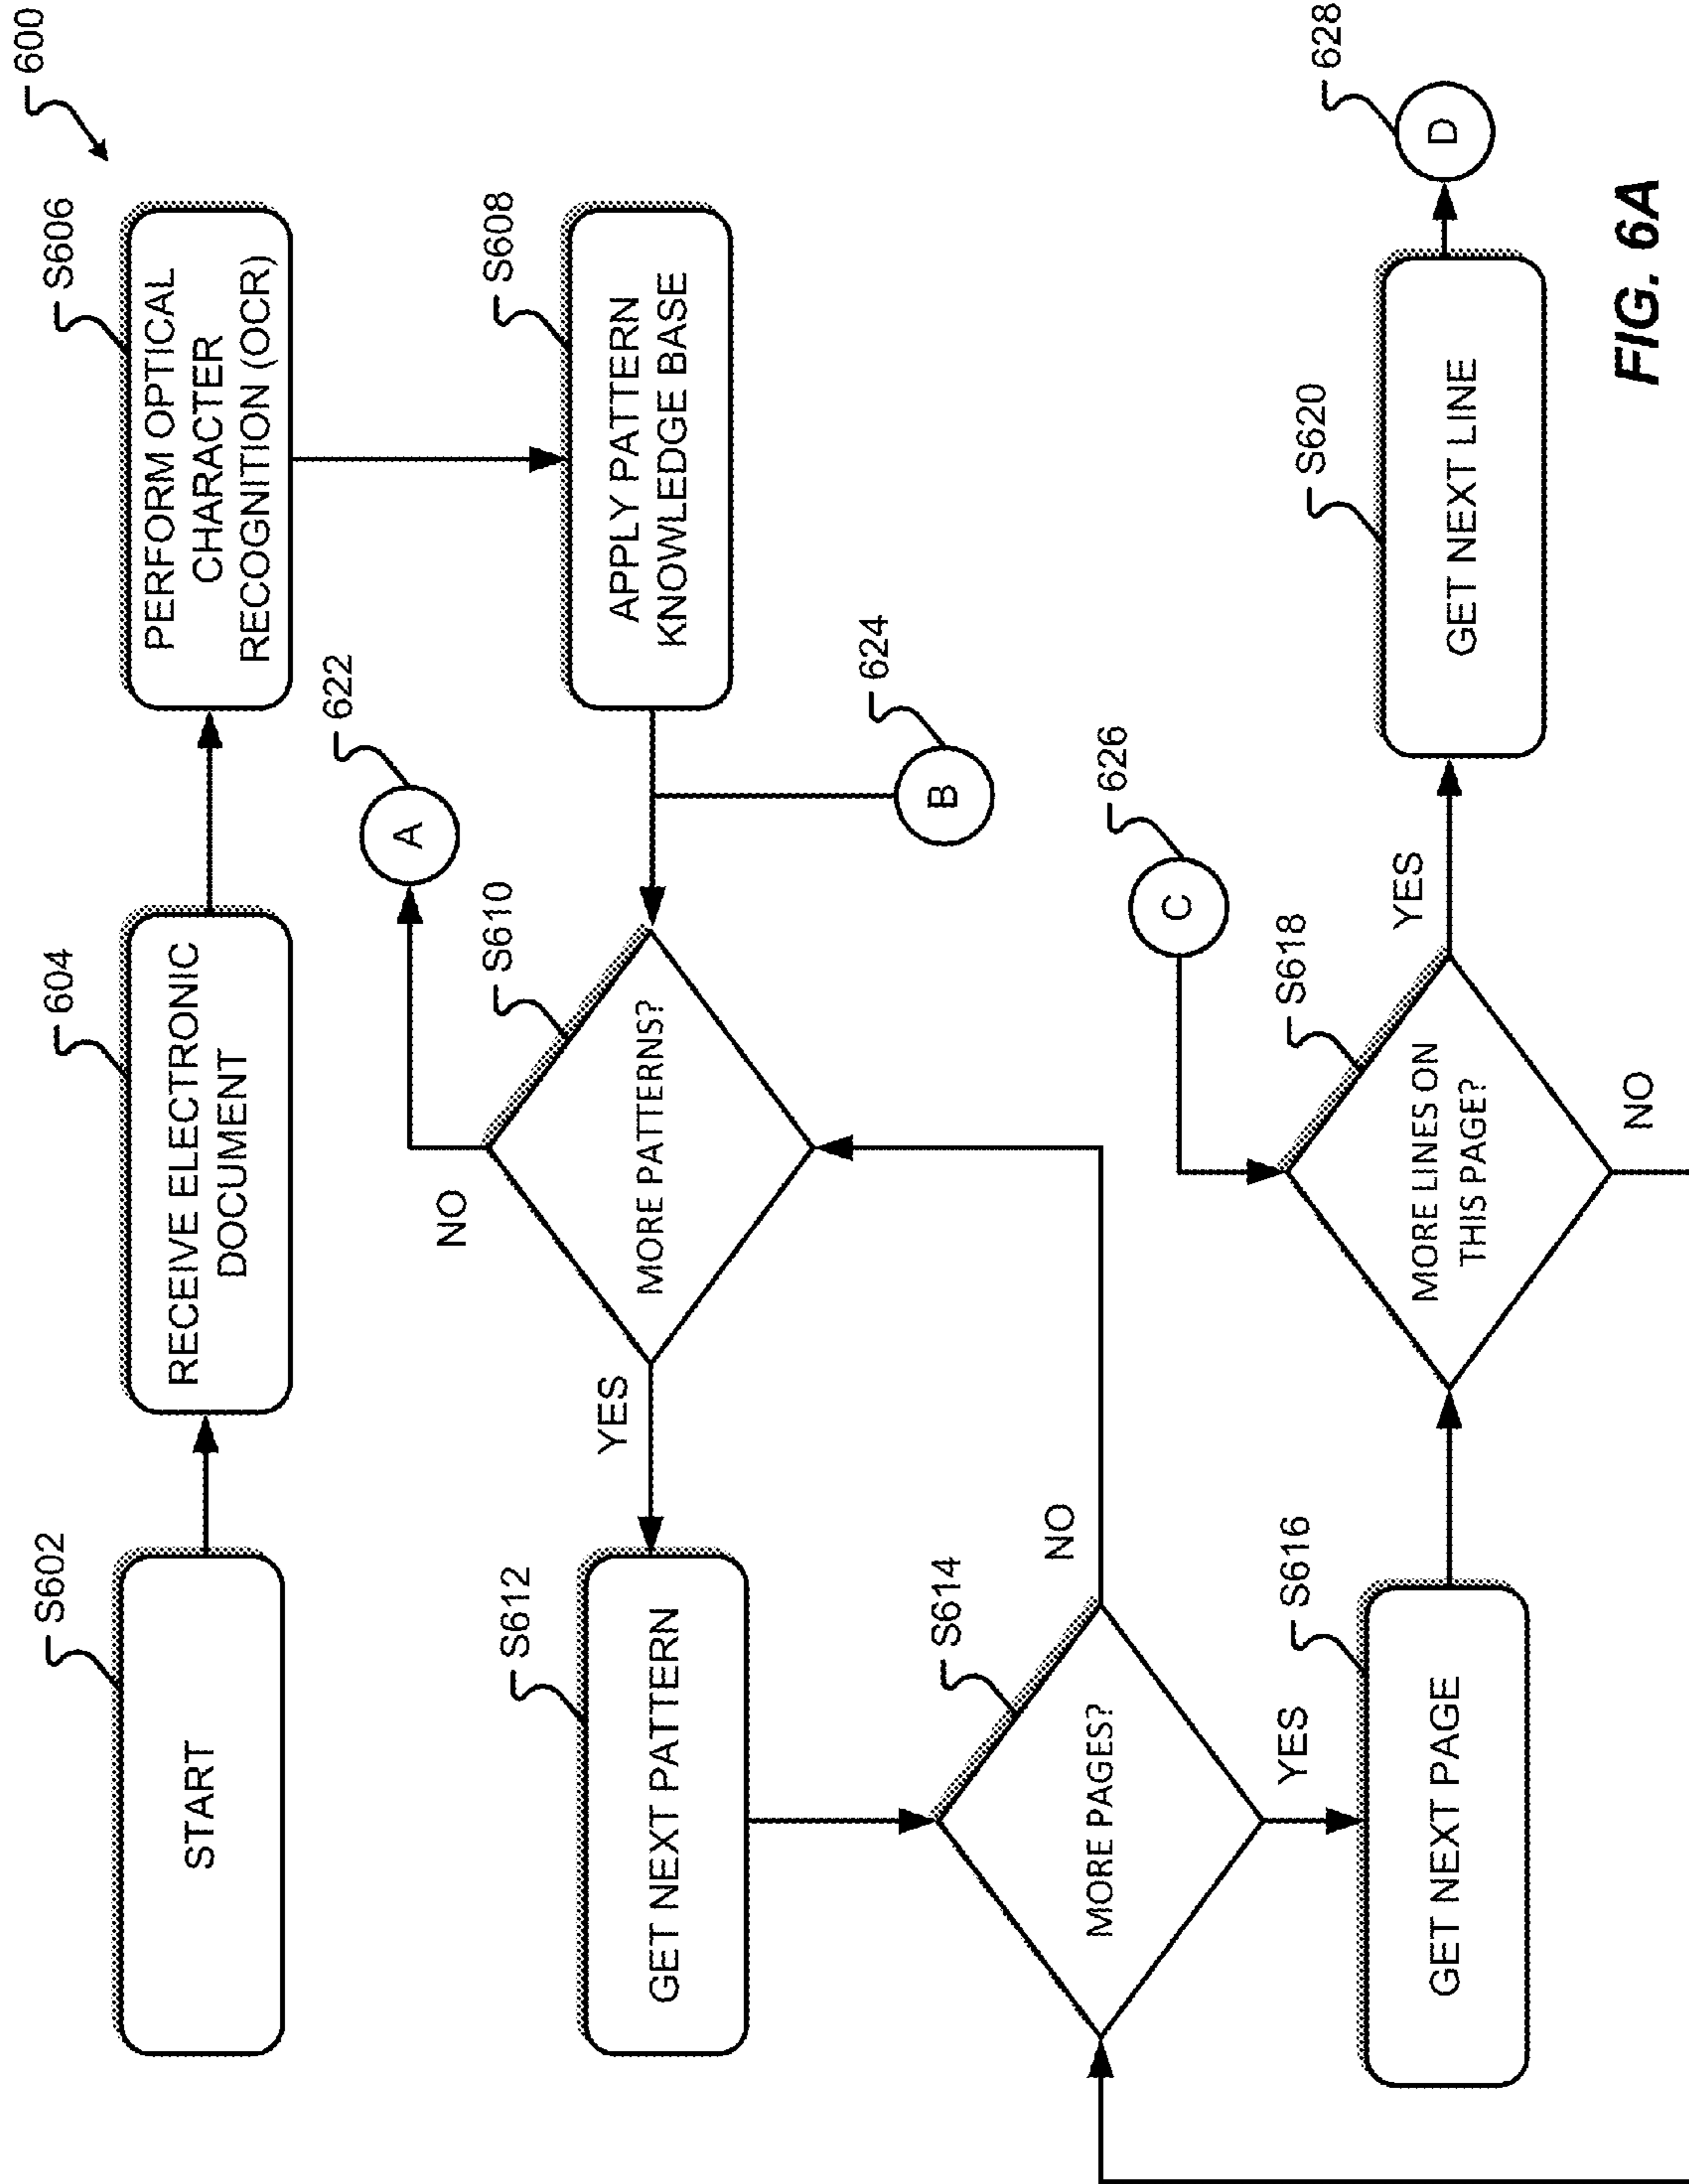 600
S602
START
604
RECEIVE ELECTRONIC
DOCUMENT
S606
PERFORM OPTICAL
CHARACTER
RECOGNITION (OCR)
622
A
S612
GET NEXT PATTERN
YES
NO
S610
MORE PATTERNS?
S608
APPLY PATTERN
KNOWLEDGE BASE
624
B
S614
MORE PAGES?
NO
YES
626
C
S616
GET NEXT PAGE
S618
MORE LINES ON
THIS PAGE?
YES
NO
S620
GET NEXT LINE
628
D
FIG. 6A